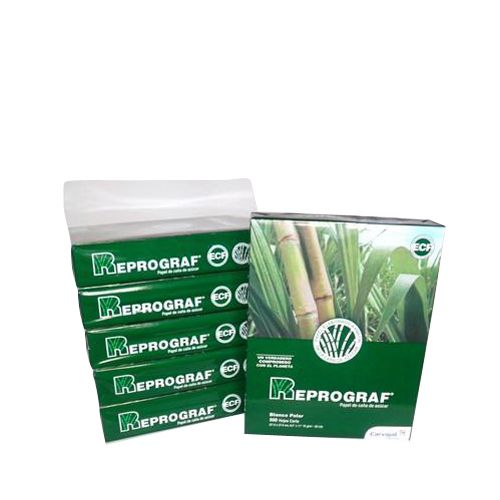 REPROGRAF®
Papel de caña de azúcar
ECF
REPROGRAF®
Papel de caña de azúcar
ECF
REPROGRAF®
Papel de caña de azúcar
ECF
REPROGRAF®
Papel de caña de azúcar
ECF
REPROGRAF®
Papel de caña de azúcar
ECF
ECF
UN VERDADERO
COMPROMISO
CON EL PLANETA
REPROGRAF®
Papel de caña de azúcar
Blanco Polar
500 Hojas Carta
Carvajal